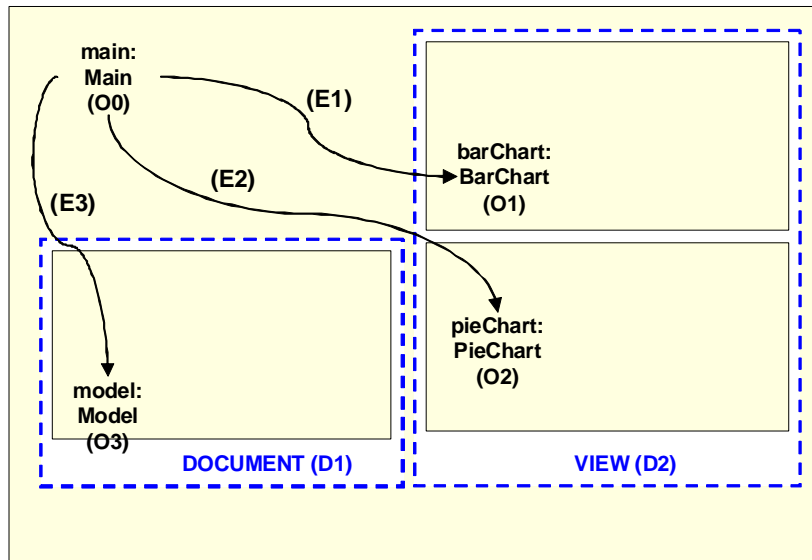 main:
Main
(O0)
(E1)
(E2)
(E3)
barChart:
BarChart
(O1)
pieChart:
PieChart
(O2)
model:
Model
(O3)
DOCUMENT (D1)
VIEW (D2)